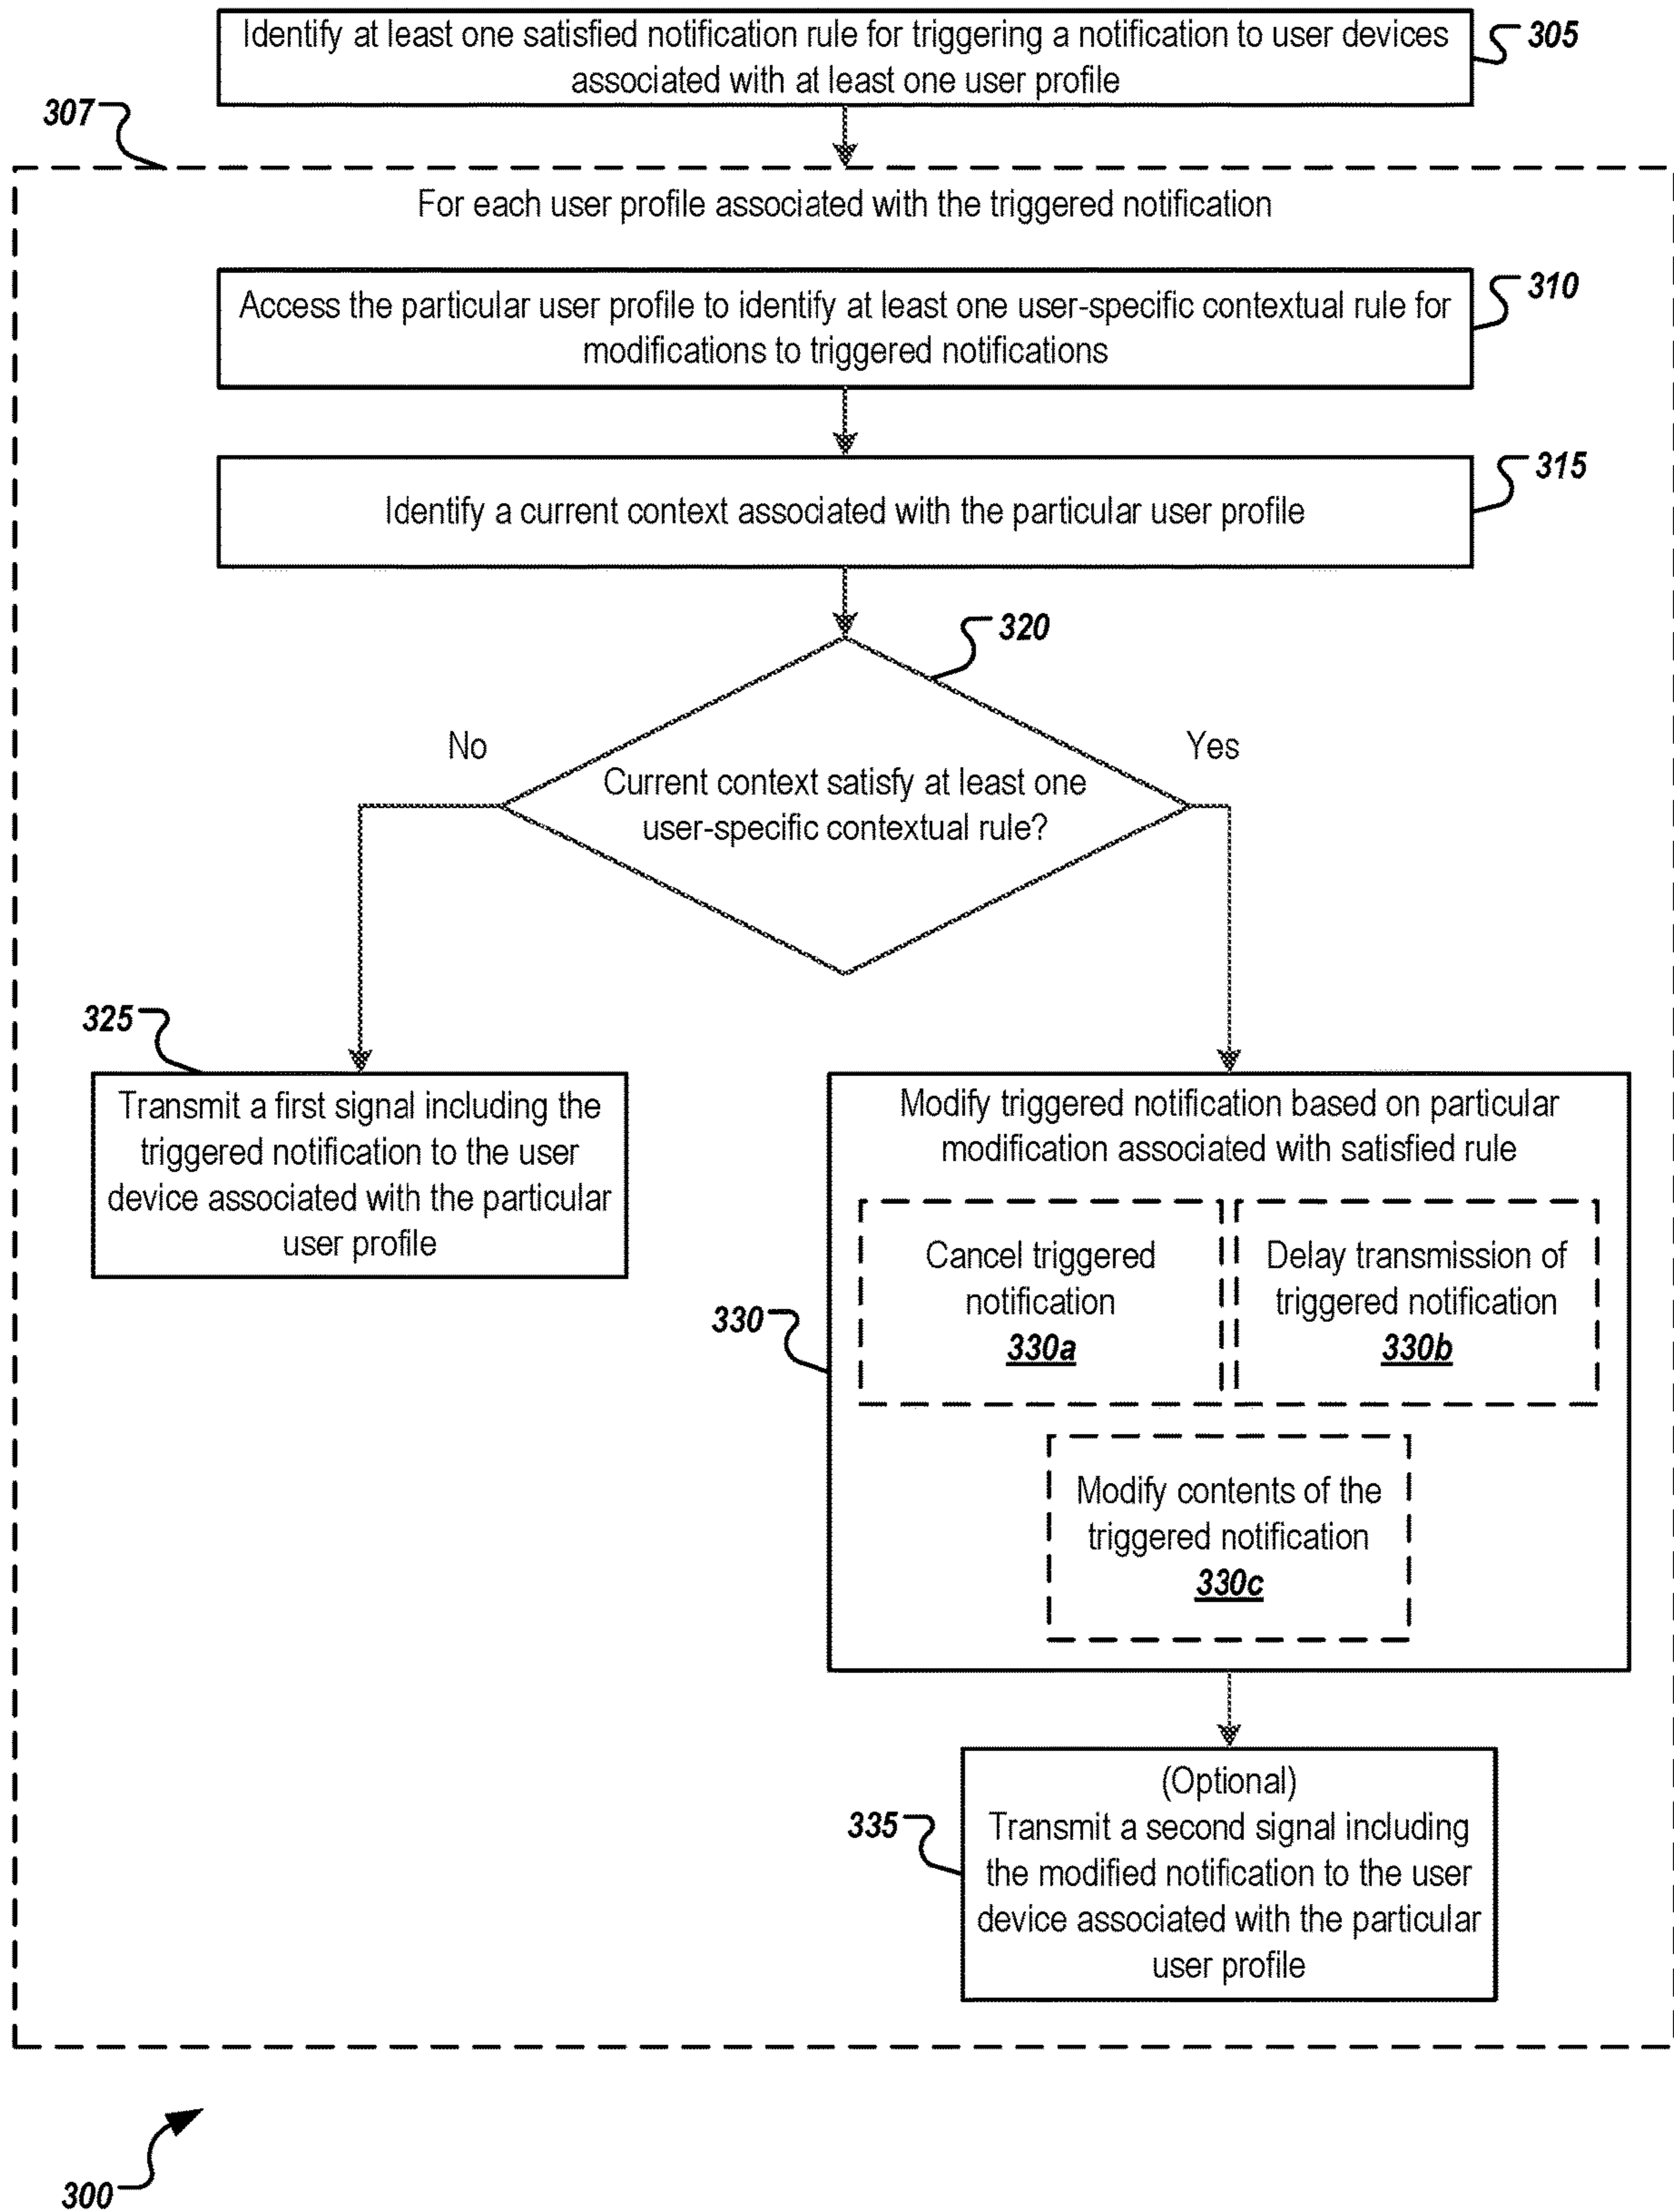 Identify at least one satisfied notification rule for triggering a notification to user devices
associated with at least one user profile
305
307
For each user profile associated with the triggered notification
Access the particular user profile to identify at least one user-specific contextual rule for
modifications to triggered notifications
310
Identify a current context associated with the particular user profile
315
320
No
Yes
Current context satisfy at least one
user-specific contextual rule?
325
Transmit a first signal including the
triggered notification to the user
device associated with the particular
user profile
Modify triggered notification based on particular
modification associated with satisfied rule
330
Cancel triggered
notification
330a
Delay transmission of
triggered notification
330b
Modify contents of the
triggered notification
330c
335
(Optional)
Transmit a second signal including
the modified notification to the user
device associated with the particular
user profile
300